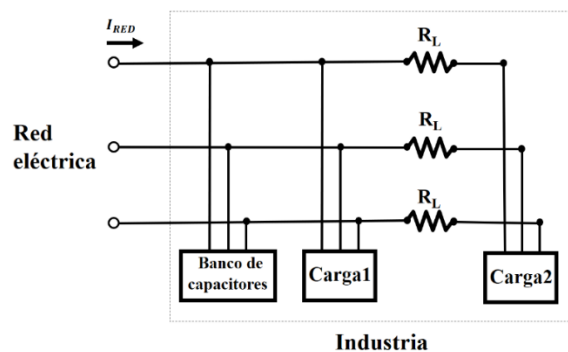 I_RED
R_L
R_L
Red
eléctrica
R_L
Banco de
capacitores
Carga1
Carga2
Industria